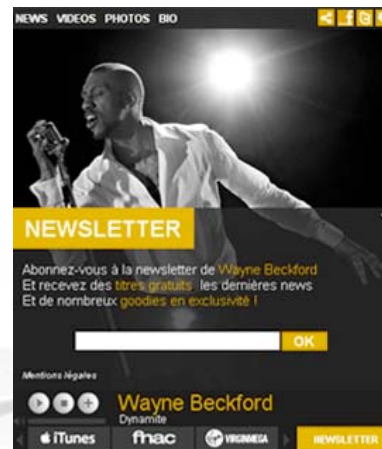 NEWS VIDEOS PHOTOS BIO
NEWSLETTER
Abonnez-vous à la newsletter de Wayne Beckford
Et recevez des titres gratuits les dernières news
Et de nombreux goodies en exclusivité !
OK
Mentions légales
Wayne Beckford
Dynamite
iTunes fnac VIRGINMEGA NEWSLETTER